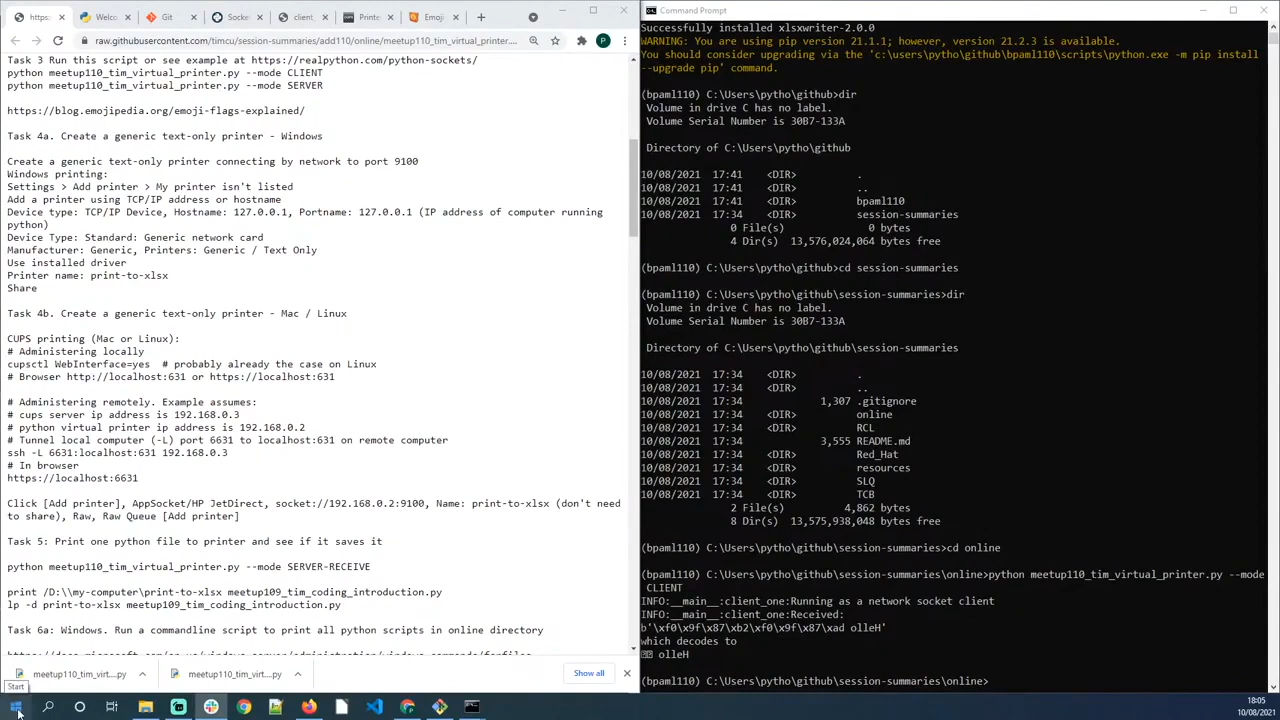 https:
Welco
Git
Socke
client,
Printe
Emoji
raw.githubusercontent.com/timcu/session-summaries/add110/online/meetup110_tim_virtual_printer....
P
Task 3 Run this script or see example at https://realpython.com/python-sockets/
python meetup110_tim_virtual_printer.py --mode CLIENT
python meetup110_tim_virtual_printer.py --mode SERVER
https://blog.emojipedia.org/emoji-flags-explained/
Task 4a. Create a generic text-only printer - Windows
Create a generic text-only printer connecting by network to port 9100
Windows printing:
Settings > Add printer > My printer isn't listed
Add a printer using TCP/IP address or hostname
Device type: TCP/IP Device, Hostname: 127.0.0.1, Portname: 127.0.0.1 (IP address of computer running
python)
Device Type: Standard: Generic network card
Manufacturer: Generic, Printers: Generic / Text Only
Use installed driver
Printer name: print-to-xlsx
Share
Task 4b. Create a generic text-only printer - Mac / Linux
CUPS printing (Mac or Linux):
# Administering locally
cupsctl WebInterface=yes  # probably already the case on Linux
# Browser http://localhost:631 or https://localhost:631
# Administering remotely. Example assumes:
# cups server ip address is 192.168.0.3
# python virtual printer ip address is 192.168.0.2
# Tunnel local computer (-L) port 6631 to localhost:631 on remote computer
ssh -L 6631:localhost:631 192.168.0.3
# In browser
https://localhost:6631
Click [Add printer], AppSocket/HP JetDirect, socket://192.168.0.2:9100, Name: print-to-xlsx (don't need
to share), Raw, Raw Queue [Add printer]
Task 5: Print one python file to printer and see if it saves it
python meetup110_tim_virtual_printer.py --mode SERVER-RECEIVE
print /D:\\my-computer\print-to-xlsx meetup109_tim_coding_introduction.py
lp -d print-to-xlsx meetup109_tim_coding_introduction.py
Task 6a: Windows. Run a commandline script to print all python scripts in online directory
meetup110_tim_virt....py
meetup110_tim_virt....py
Show all
Start
Command Prompt
Successfully installed xlsxwriter-2.0.0
WARNING: You are using pip version 21.1.1; however, version 21.2.3 is available.
You should consider upgrading via the 'c:\users\pytho\github\bpaml110\scripts\python.exe -m pip install
--upgrade pip' command.
(bpaml110) C:\Users\pytho\github>dir
Volume in drive C has no label.
Volume Serial Number is 30B7-133A
Directory of C:\Users\pytho\github
10/08/2021  17:41    <DIR>          .
10/08/2021  17:41    <DIR>          ..
10/08/2021  17:41    <DIR>          bpaml110
10/08/2021  17:34    <DIR>          session-summaries
0 File(s)              0 bytes
4 Dir(s)  13,576,024,064 bytes free
(bpaml110) C:\Users\pytho\github>cd session-summaries
(bpaml110) C:\Users\pytho\github\session-summaries>dir
Volume in drive C has no label.
Volume Serial Number is 30B7-133A
Directory of C:\Users\pytho\github\session-summaries
10/08/2021  17:34    <DIR>          .
10/08/2021  17:34    <DIR>          ..
10/08/2021  17:34             1,307 .gitignore
10/08/2021  17:34    <DIR>          online
10/08/2021  17:34    <DIR>          RCL
10/08/2021  17:34             3,555 README.md
10/08/2021  17:34    <DIR>          Red_Hat
10/08/2021  17:34    <DIR>          resources
10/08/2021  17:34    <DIR>          SLQ
10/08/2021  17:34    <DIR>          TCB
2 File(s)          4,862 bytes
8 Dir(s)  13,575,938,048 bytes free
(bpaml110) C:\Users\pytho\github\session-summaries>cd online
(bpaml110) C:\Users\pytho\github\session-summaries\online>python meetup110_tim_virtual_printer.py --mode
CLIENT
INFO:__main__:client_one:Running as a network socket client
INFO:__main__:client_one:Received:
b'\xf0\x9f\x87\xb2\xf0\x9f\x87\xad olleH'
which decodes to
olleH
(bpaml110) C:\Users\pytho\github\session-summaries\online>
18:05
10/08/2021